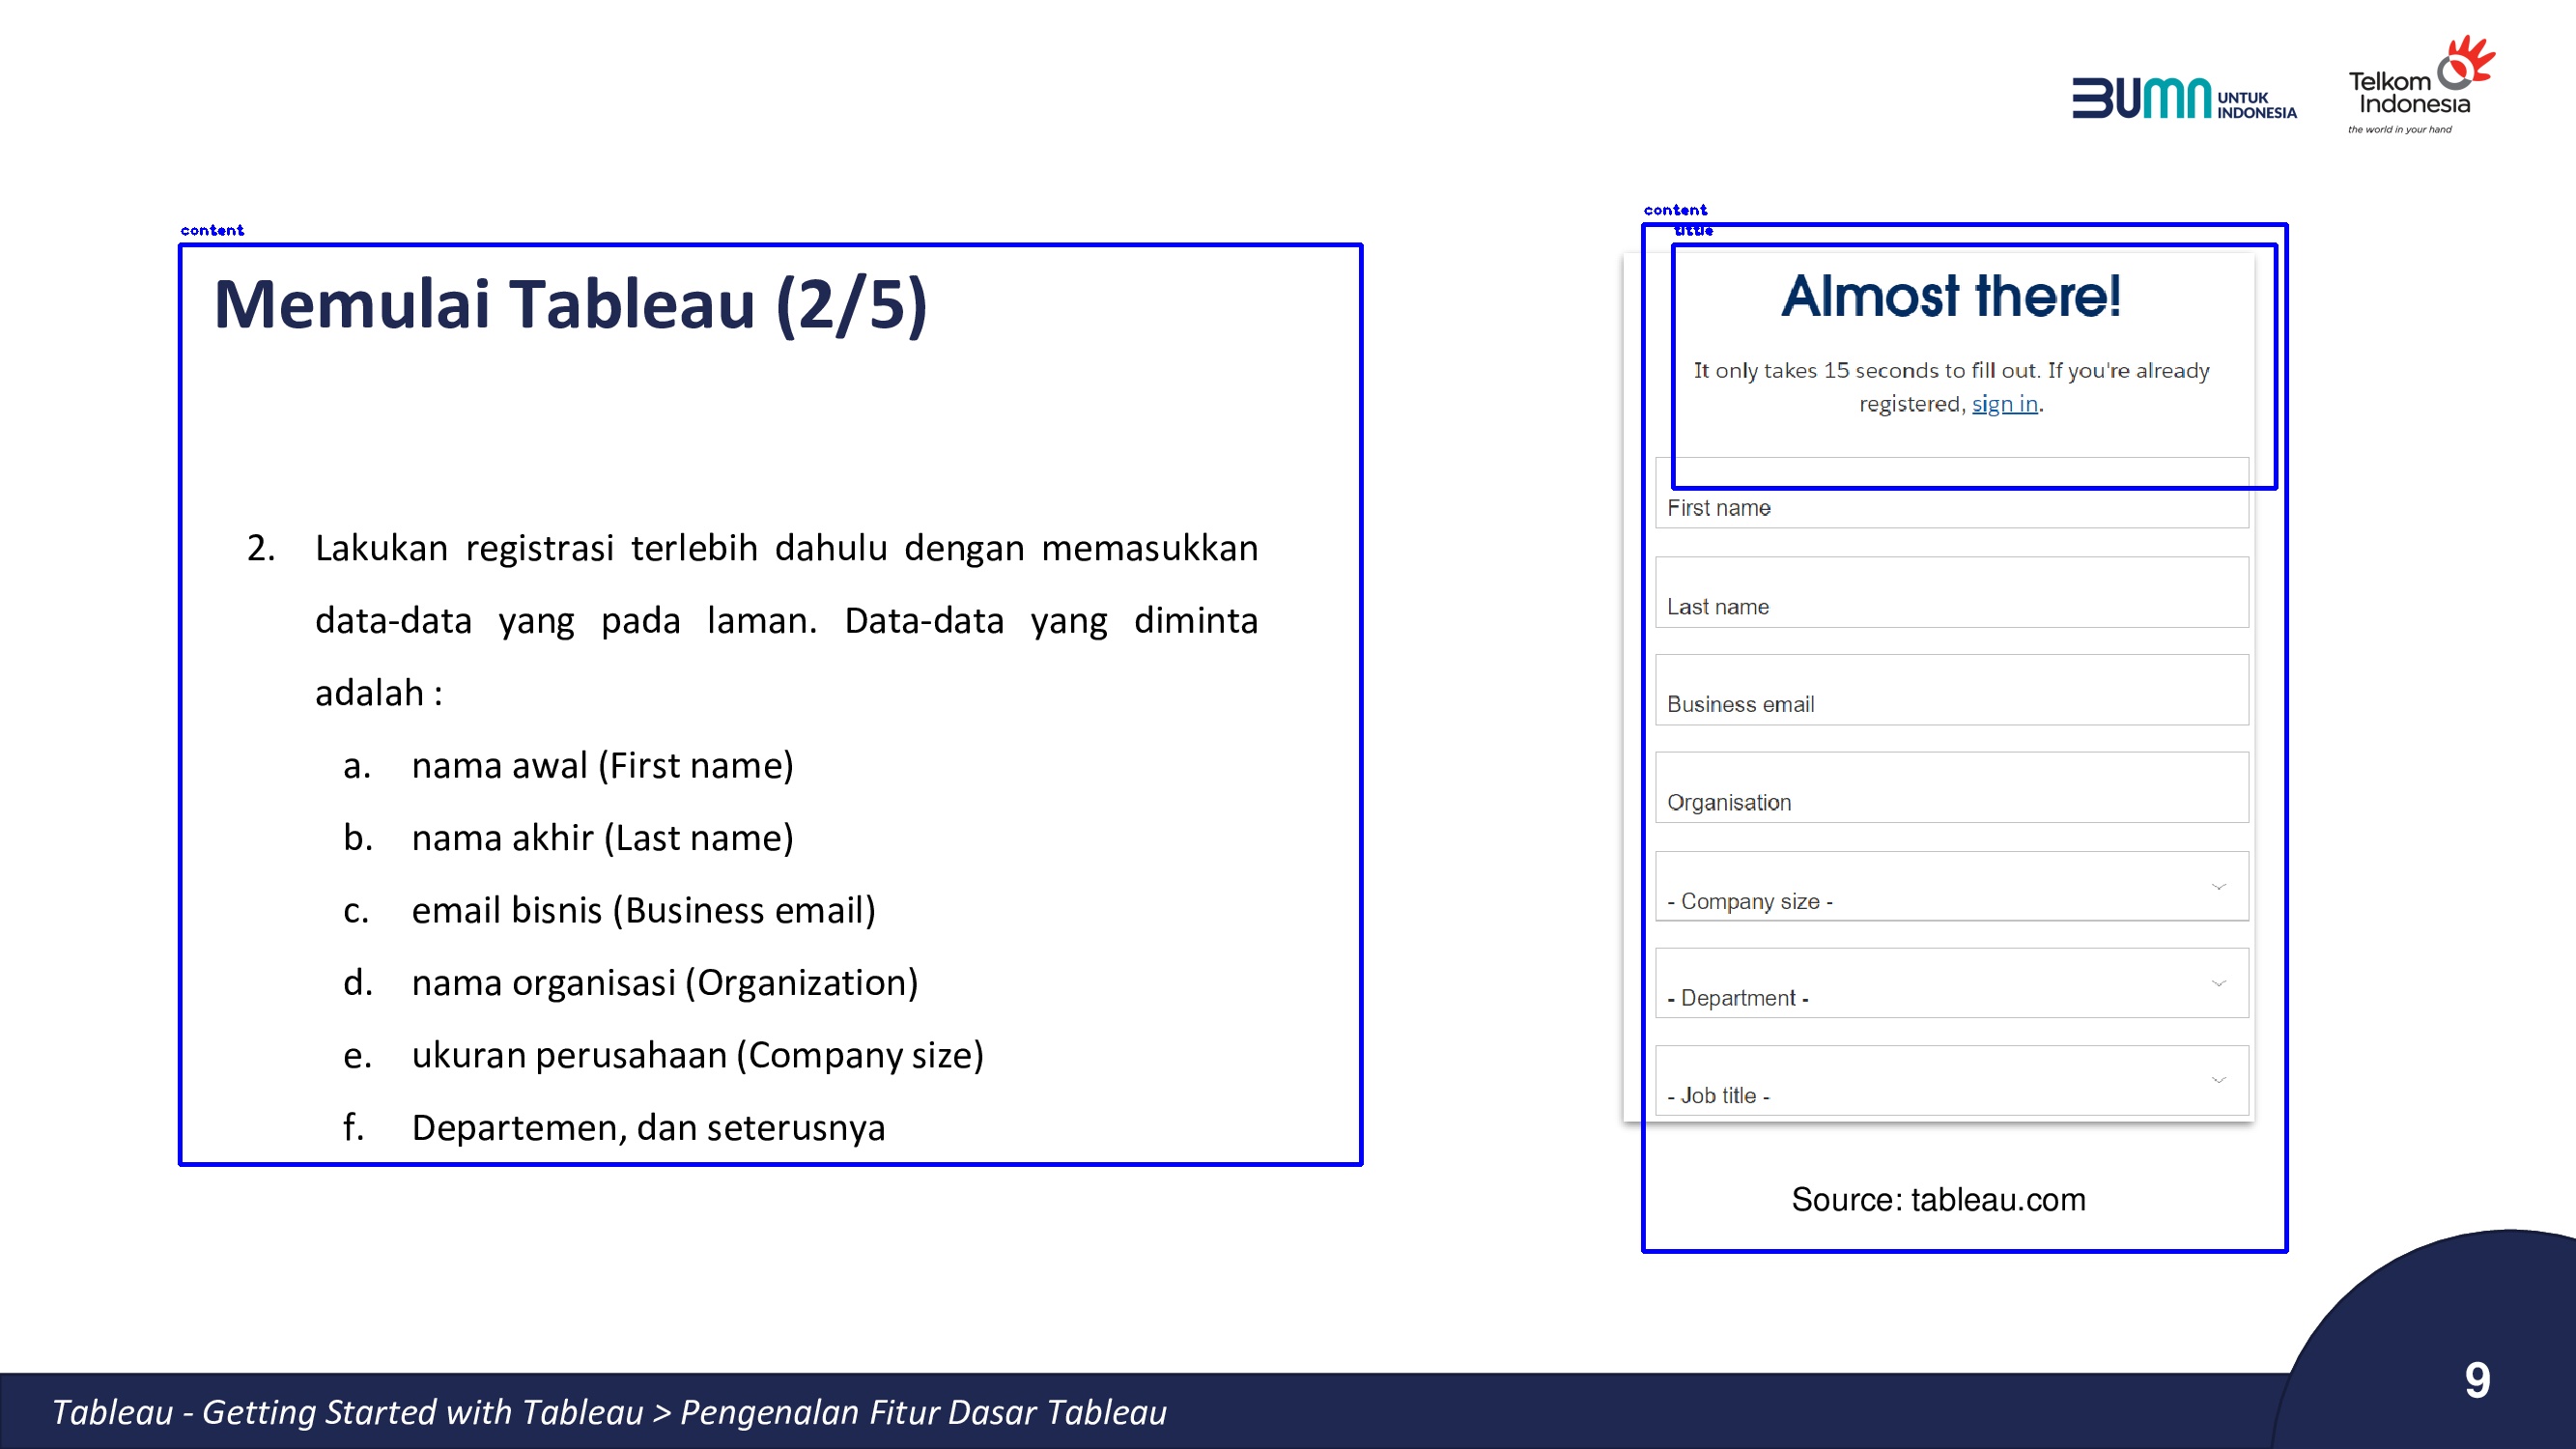 BUMN UNTUK INDONESIA
Telkom Indonesia
the world in your hand
content
Memulai Tableau (2/5)
2. Lakukan registrasi terlebih dahulu dengan memasukkan
data-data yang pada laman. Data-data yang diminta
adalah :
a. nama awal (First name)
b. nama akhir (Last name)
c. email bisnis (Business email)
d. nama organisasi (Organization)
e. ukuran perusahaan (Company size)
f. Departemen, dan seterusnya
content
tittle
Almost there!
It only takes 15 seconds to fill out. If you're already
registered, sign in.
First name
Last name
Business email
Organisation
- Company size -
- Department -
- Job title -
Source: tableau.com
Tableau - Getting Started with Tableau > Pengenalan Fitur Dasar Tableau
9